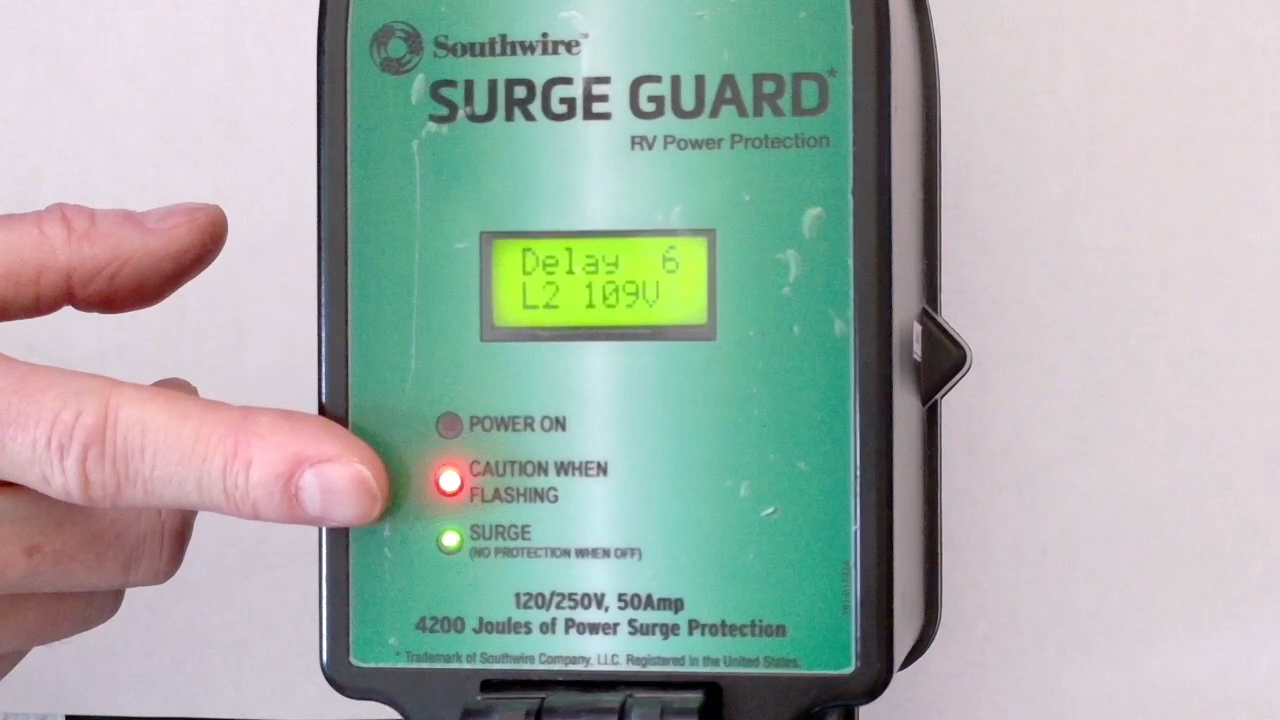 Southwire™
SURGE GUARD*
RV Power Protection
Delay 6
L2 109V
POWER ON
CAUTION WHEN
FLASHING
SURGE
(NO PROTECTION WHEN OFF)
120/250V, 50Amp
4200 Joules of Power Surge Protection
* Trademark of Southwire Company, LLC. Registered in the United States.